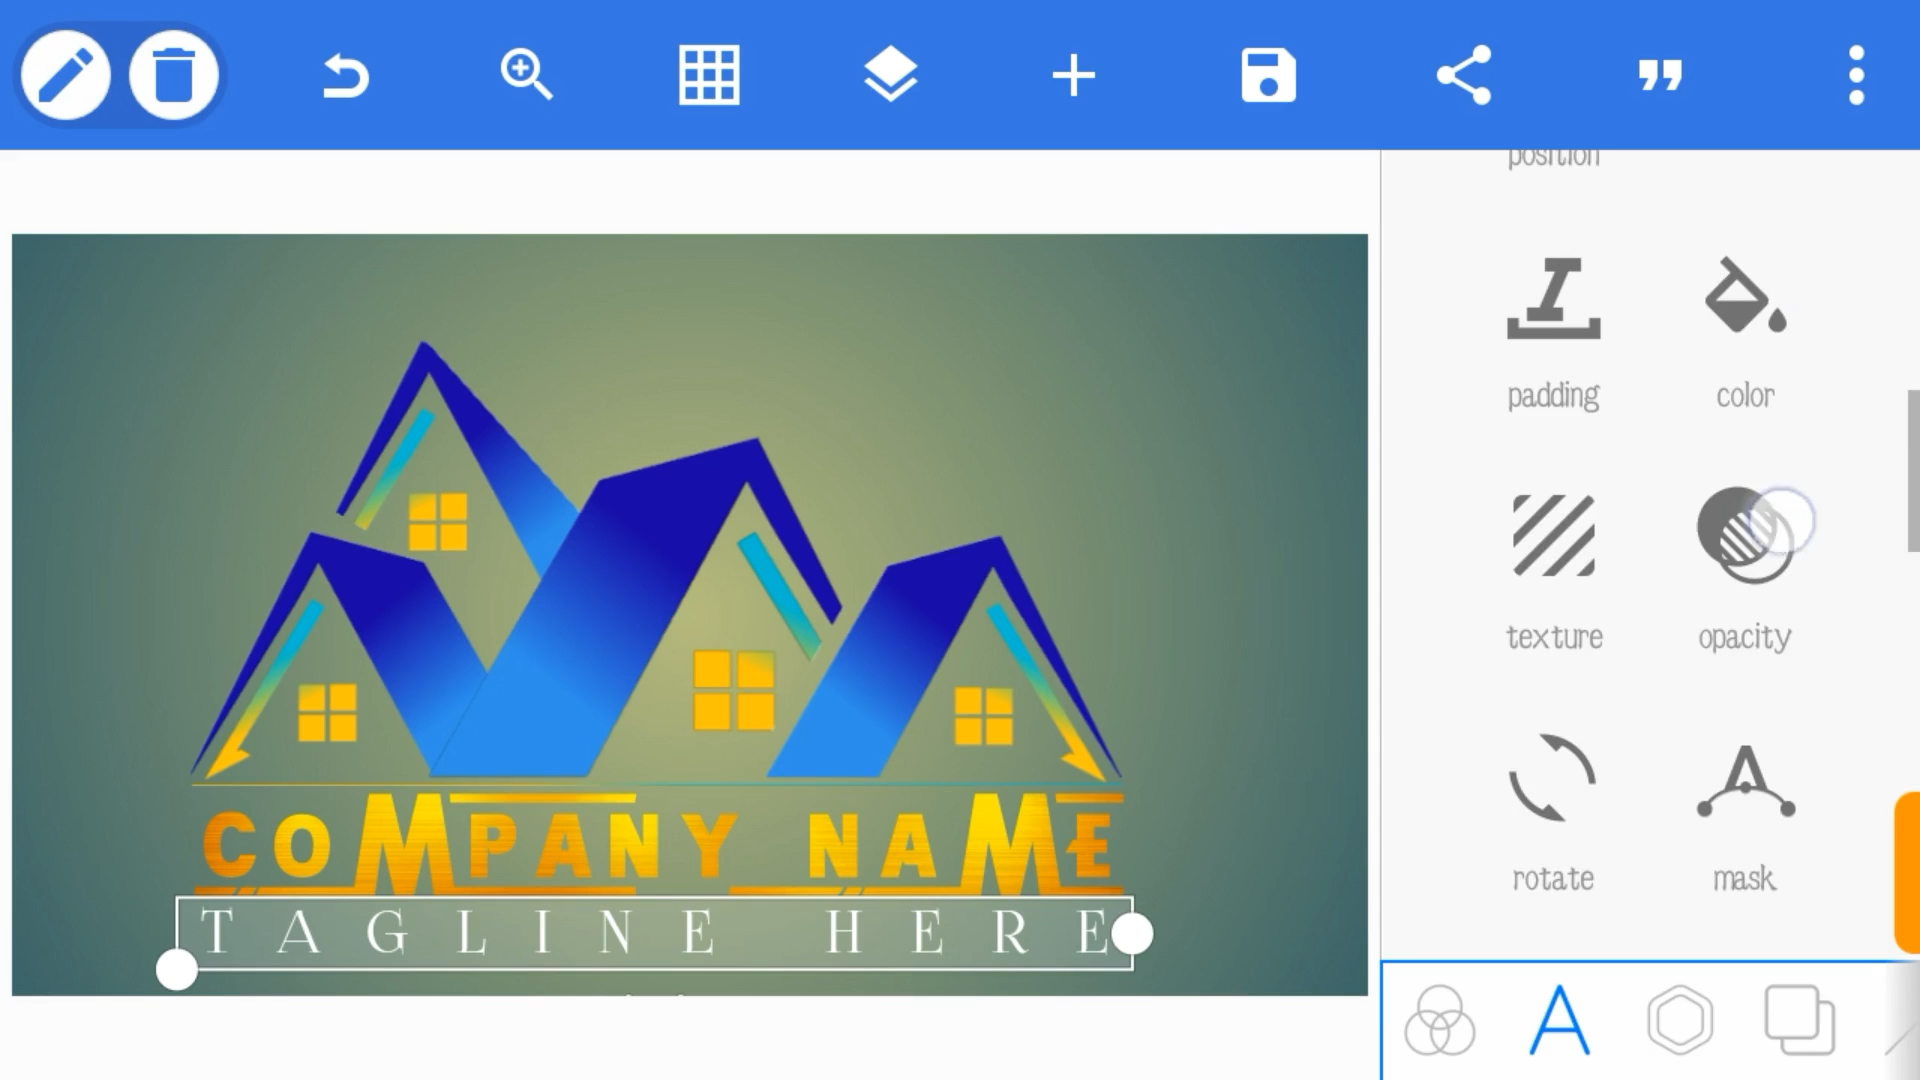 position
padding
color
texture
opacity
rotate
mask
COMPANY NAME
TAGLINE HERE